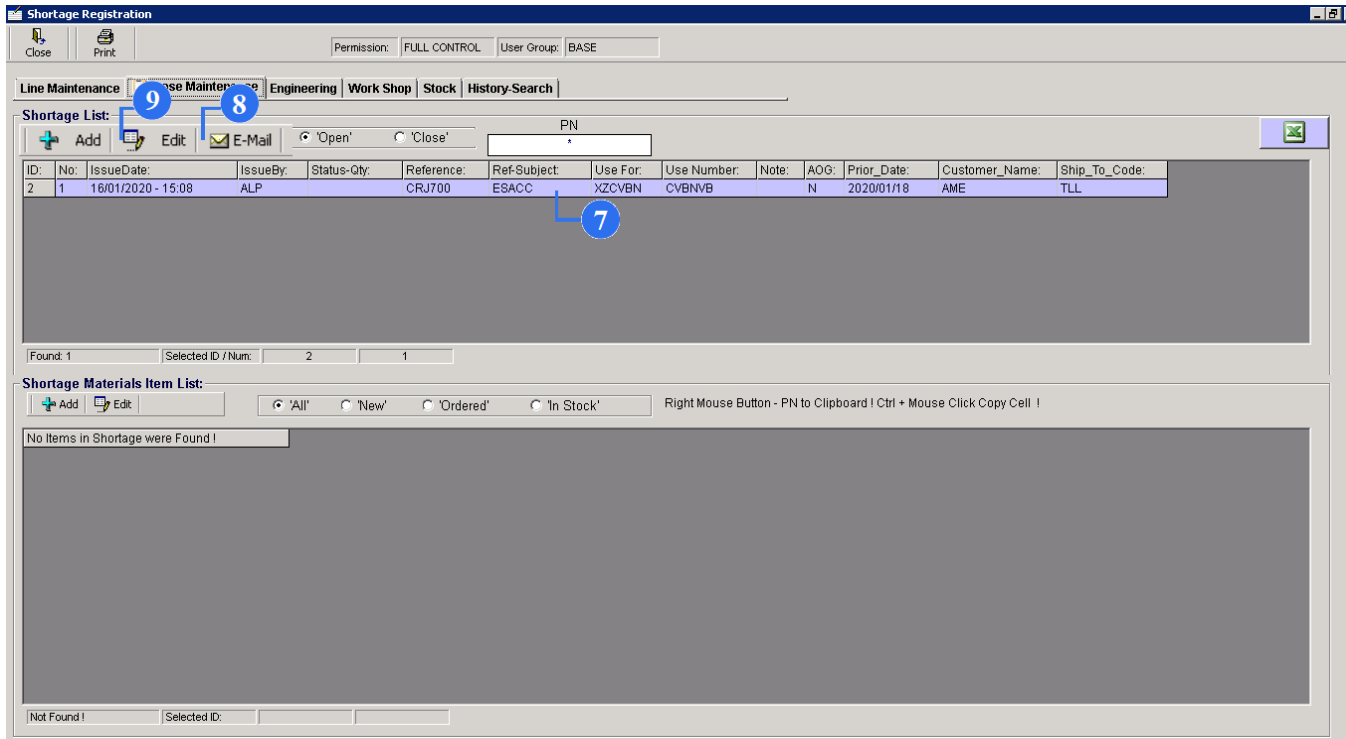 Shortage Registration
Close Print Permission: FULL CONTROL User Group: BASE
Line Maintenance Maintenance Engineering Work Shop Stock History-Search
9 8
Shortage List:
Add Edit E-Mail 'Open' 'Close' PN
*
ID: No: IssueDate: IssueBy: Status-Qty: Reference: Ref-Subject: Use For: Use Number: Note: AOG: Prior_Date: Customer_Name: Ship_To_Code:
2 1 16/01/2020 - 15:08 ALP CRJ700 ESACC XZCVBN CVBNVB N 2020/01/18 AME TLL
7
Found: 1 Selected ID / Num: 2 1
Shortage Materials Item List:
Add Edit 'All' 'New' 'Ordered' 'In Stock' Right Mouse Button - PN to Clipboard ! Ctrl + Mouse Click Copy Cell !
No Items in Shortage were Found !
Not Found ! Selected ID: